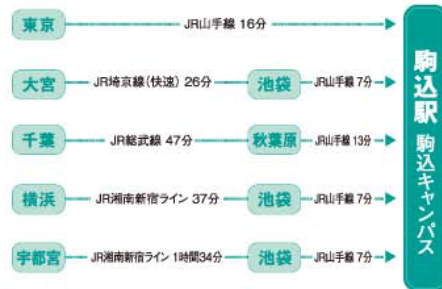 東京 JR山手線 16分
大宮 JR埼京線(快速) 26分 池袋 JR山手線 7分
千葉 JR総武線 47分 秋葉原 JR山手線 13分
横浜 JR湘南新宿ライン 37分 池袋 JR山手線 7分
宇都宮 JR湘南新宿ライン 1時間34分 池袋 JR山手線 7分
駒込駅 駒込キャンパス